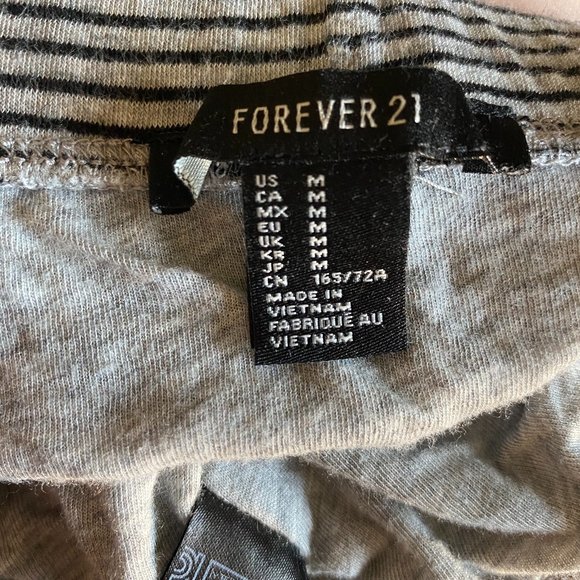 FOREVER 21
US M
CA M
MX M
EU M
UK M
KR M
JP M
CN 165/72A
MADE IN
VIETNAM
FABRIQUÉ AU
VIETNAM